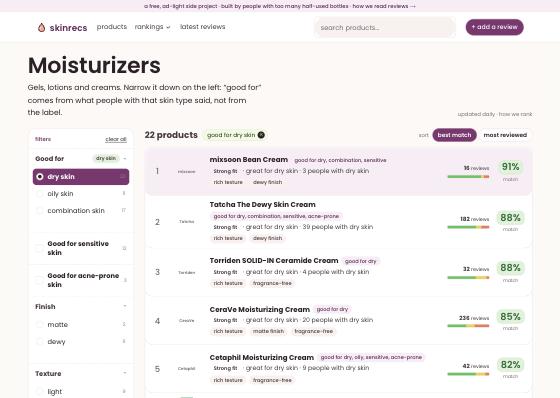 a free, ad-light side project · built by people with too many half-used bottles · how we read reviews →
skinrecs
products
rankings
latest reviews
search products...
+ add a review
Moisturizers
Gels, lotions and creams. Narrow it down on the left: "good for"
comes from what people with that skin type said, not from
the label.
updated daily · how we rank
filters
clear all
Good for
dry skin
dry skin
oily skin
combination skin
17
Good for sensitive
skin
Good for acne-prone
skin
Finish
matte
dewy
Texture
light
22 products
good for dry skin
sort
best match
most reviewed
1
mixsoon
mixsoon Bean Cream
good for dry, combination, sensitive
Strong fit · great for dry skin · 3 people with dry skin
rich texture
dewy finish
16 reviews
91%
match
2
Tatcha
Tatcha The Dewy Skin Cream
good for dry, combination, sensitive, acne-prone
Strong fit · great for dry skin · 39 people with dry skin
rich texture
dewy finish
182 reviews
88%
match
3
Torriden
Torriden SOLID-IN Ceramide Cream
good for dry
Strong fit · great for dry skin · 4 people with dry skin
rich texture
fragrance-free
32 reviews
88%
match
4
CeraVe
CeraVe Moisturizing Cream
good for dry
Strong fit · great for dry skin · 20 people with dry skin
rich texture
matte finish
fragrance-free
236 reviews
85%
match
5
Cetaphil
Cetaphil Moisturizing Cream
good for dry, oily, sensitive, acne-prone
Strong fit · great for dry skin · 9 people with dry skin
rich texture
fragrance-free
42 reviews
82%
match